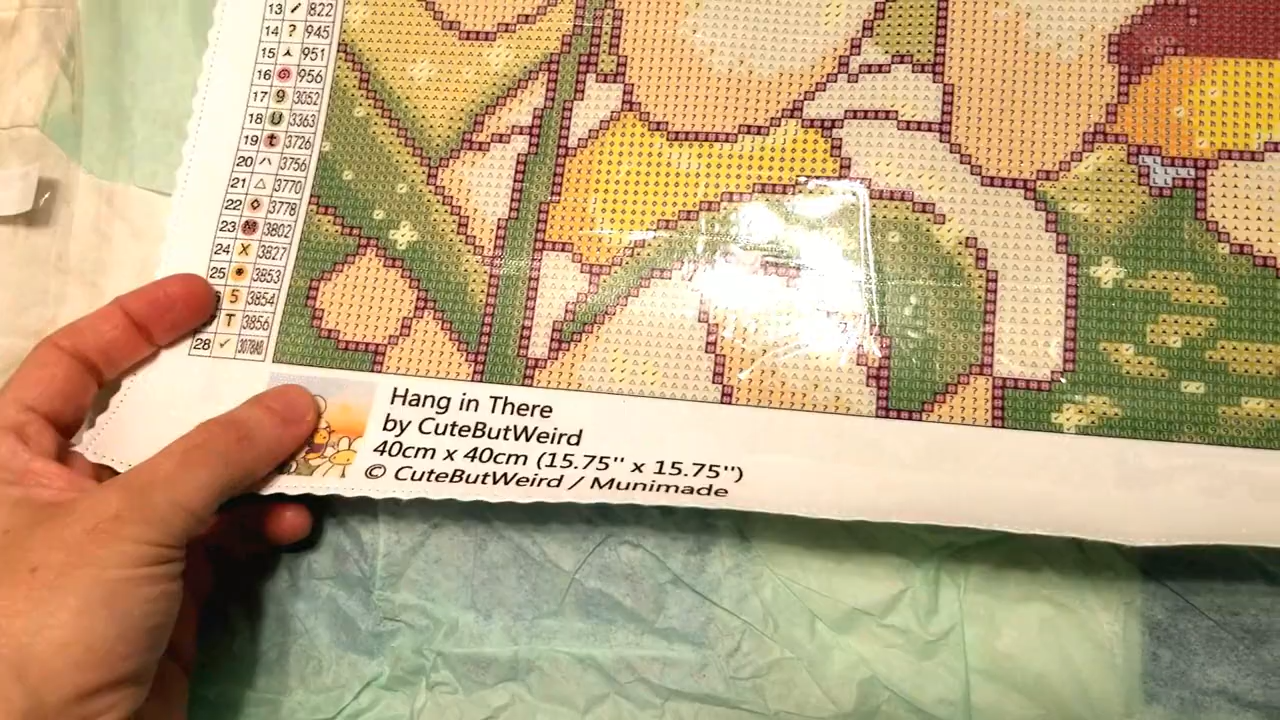 13 822
14 ? 945
15 951
16 956
17 9 3052
18 U 3363
19 t 3726
20 3756
21 △ 3770
22 3778
23 3802
24 X 3827
25 3853
5 3854
T 3856
28 ✓ 3078AB
Hang in There
by CuteButWeird
40cm x 40cm (15.75'' x 15.75'')
© CuteButWeird / Munimade